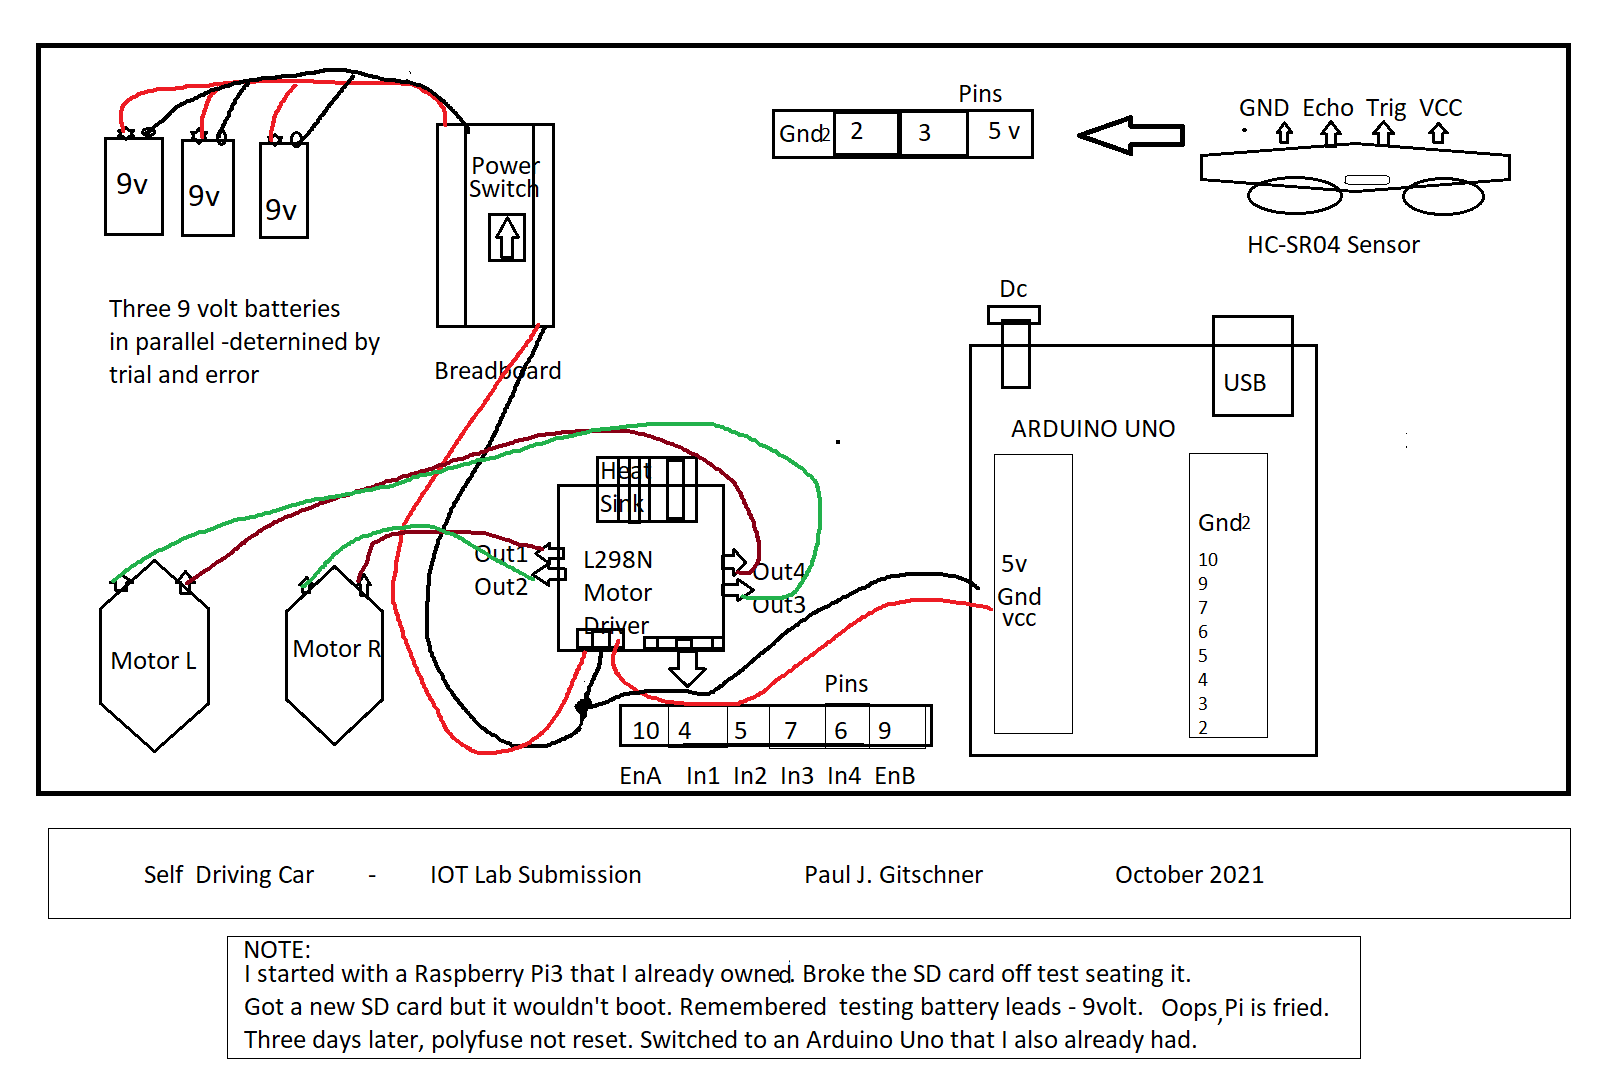 Pins
Gnd2 2 3 5 v
GND Echo Trig VCC
HC-SR04 Sensor
9v
9v
9v
Power
Switch
Three 9 volt batteries
in parallel -deternined by
trial and error
Breadboard
Dc
USB
ARDUINO UNO
5v
Gnd
vcc
Gnd2
10
9
7
6
5
4
3
2
Heat
Sink
L298N
Motor
Driver
Out1
Out2
Out4
Out3
Motor L
Motor R
Pins
10 4 5 7 6 9
EnA In1 In2 In3 In4 EnB
Self Driving Car - IOT Lab Submission Paul J. Gitschner October 2021
NOTE:
I started with a Raspberry Pi3 that I already owned. Broke the SD card off test seating it.
Got a new SD card but it wouldn't boot. Remembered testing battery leads - 9volt. Oops,Pi is fried.
Three days later, polyfuse not reset. Switched to an Arduino Uno that I also already had.